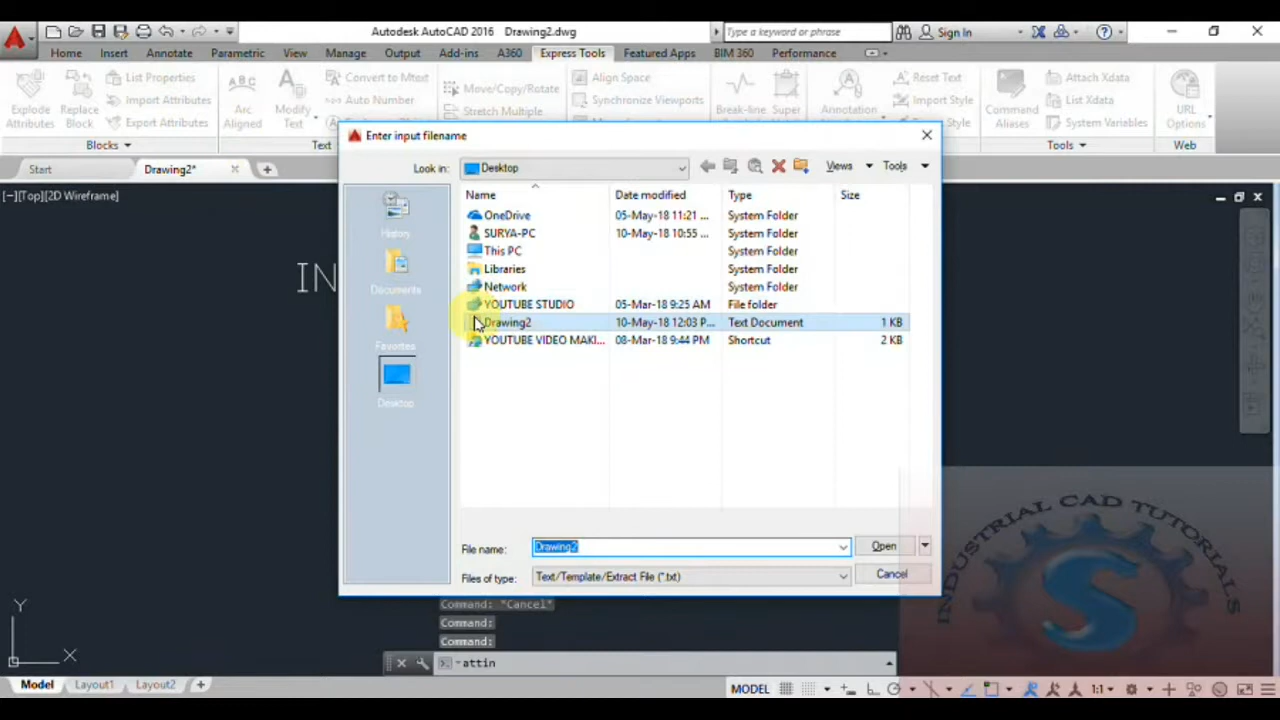 Autodesk AutoCAD 2016 Drawing2.dwg
Type a keyword or phrase
Sign In
Home Insert Annotate Parametric View Manage Output Add-ins A360 Express Tools Featured Apps BIM 360 Performance
Explode Attributes
Replace Block
List Properties
Import Attributes
Export Attributes
Arc Aligned
Modify Text
Convert to Mtext
Auto Number
Move/Copy/Rotate
Stretch Multiple
Align Space
Synchronize Viewports
Break-line
Super
Annotation
Reset Text
Import Style
Style
Command Aliases
Attach Xdata
List Xdata
System Variables
URL Options
Blocks
Text
Tools
Web
Start
Drawing2*
[−][Top][2D Wireframe]
IN
Enter input filename
Look in: Desktop
Views Tools
Name Date modified Type Size
OneDrive 05-May-18 11:21 ... System Folder
SURYA-PC 10-May-18 10:55 ... System Folder
This PC System Folder
Libraries System Folder
Network System Folder
YOUTUBE STUDIO 05-Mar-18 9:25 AM File folder
Drawing2 10-May-18 12:03 P... Text Document 1 KB
YOUTUBE VIDEO MAKI... 08-Mar-18 9:44 PM Shortcut 2 KB
History
Documents
Favorites
Desktop
File name: Drawing2
Open
Files of type: Text/Template/Extract File (*.txt)
Cancel
Command: *Cancel*
Command:
Command:
attin
Y
X
Model Layout1 Layout2
MODEL
1:1
INDUSTRIAL CAD TUTORIALS
S